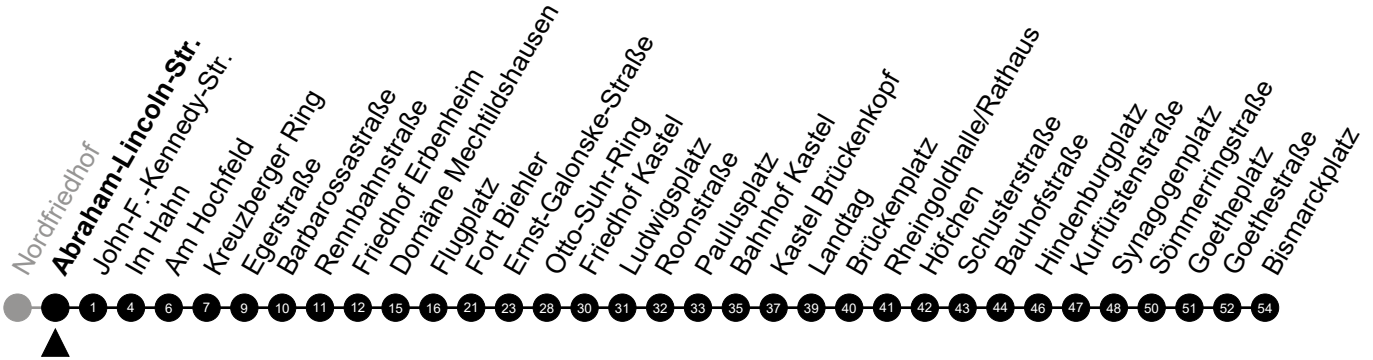 Nordfriedhof
Abraham-Lincoln-Str.
John-F.-Kennedy-Str.
Im Hahn
Am Hochfeld
Kreuzberger Ring
Egerstraße
Barbarossastraße
Rennbahnstraße
Friedhof Erbenheim
Domäne Mechtildshausen
Flugplatz
Fort Biehler
Ernst-Galonske-Straße
Otto-Suhr-Ring
Friedhof Kastel
Ludwigsplatz
Roonstraße
Paulusplatz
Bahnhof Kastel
Kastel Brückenkopf
Landtag
Brückenplatz
Rheingoldhalle/Rathaus
Höfchen
Schusterstraße
Bauhofstraße
Hindenburgplatz
Kurfürstenstraße
Synagogenplatz
Sömmerringstraße
Goetheplatz
Goethestraße
Bismarckplatz
1 4 6 7 9 10 11 12 15 16 21 23 28 30 31 32 33 35 37 39 40 41 42 43 44 46 47 48 50 51 52 54